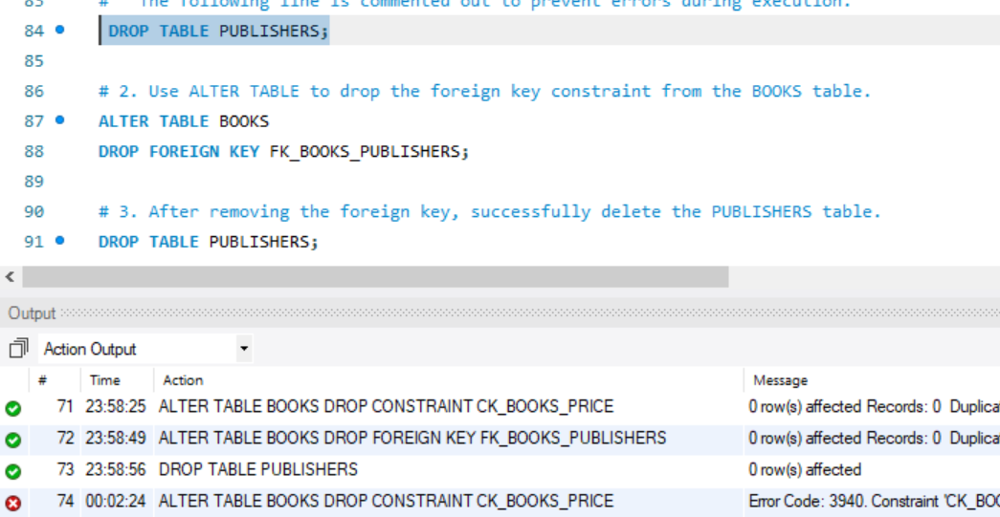 83 # The following line is commented out to prevent errors during execution.
84 DROP TABLE PUBLISHERS;
85
86 # 2. Use ALTER TABLE to drop the foreign key constraint from the BOOKS table.
87 ALTER TABLE BOOKS
88 DROP FOREIGN KEY FK_BOOKS_PUBLISHERS;
89
90 # 3. After removing the foreign key, successfully delete the PUBLISHERS table.
91 DROP TABLE PUBLISHERS;
Output
Action Output
# Time Action Message
71 23:58:25 ALTER TABLE BOOKS DROP CONSTRAINT CK_BOOKS_PRICE 0 row(s) affected Records: 0 Duplica
72 23:58:49 ALTER TABLE BOOKS DROP FOREIGN KEY FK_BOOKS_PUBLISHERS 0 row(s) affected Records: 0 Duplica
73 23:58:56 DROP TABLE PUBLISHERS 0 row(s) affected
74 00:02:24 ALTER TABLE BOOKS DROP CONSTRAINT CK_BOOKS_PRICE Error Code: 3940. Constraint 'CK_BOO